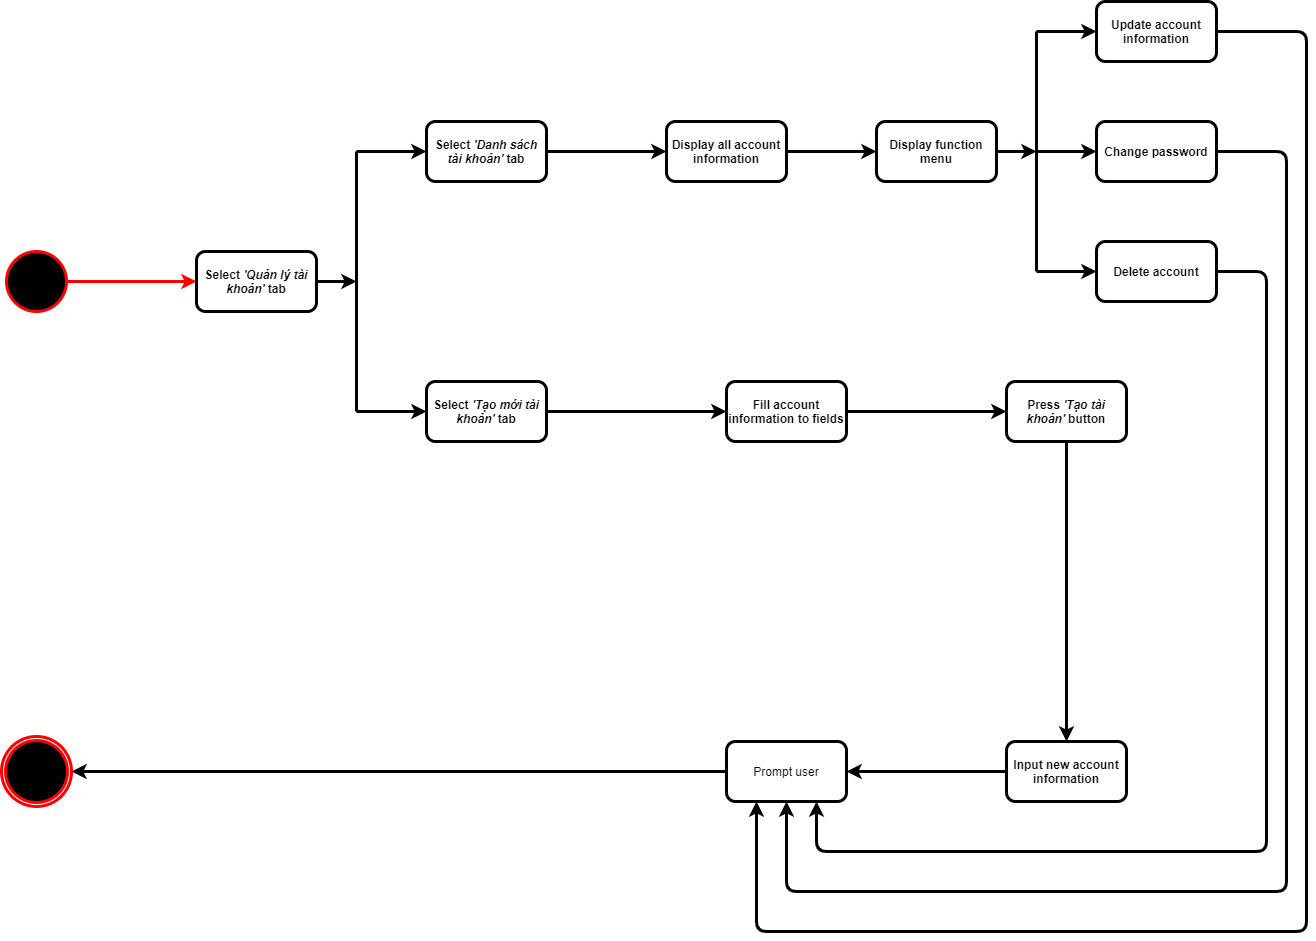 Update account
information
Select 'Danh sách
tài khoản' tab
Display all account
information
Display function
menu
Change password
Select 'Quản lý tài
khoản' tab
Delete account
Select 'Tạo mới tài
khoản' tab
Fill account
information to fields
Press 'Tạo tài
khoản' button
Prompt user
Input new account
information